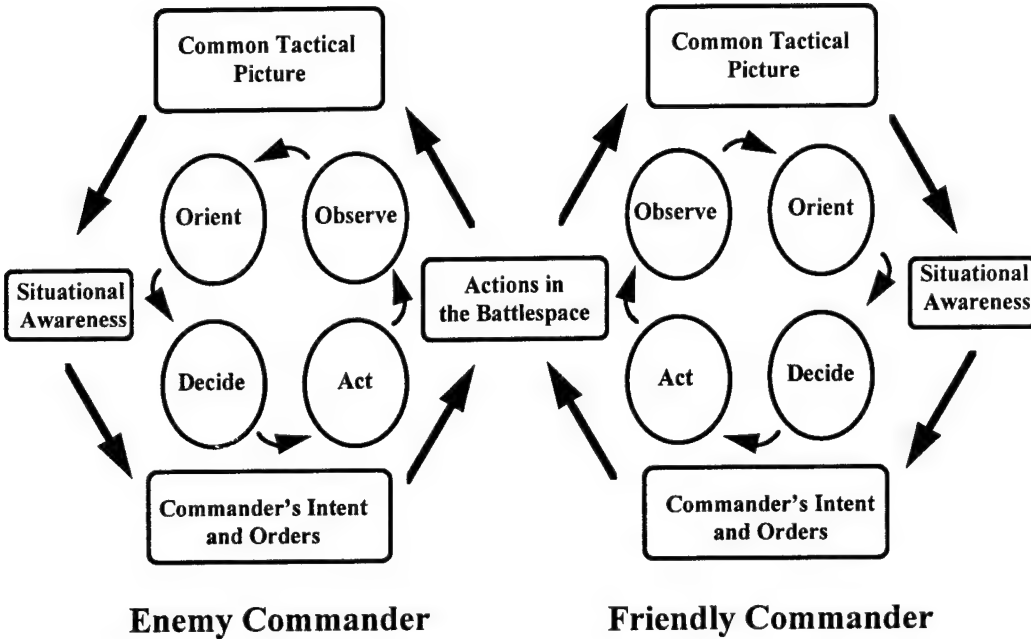 Common Tactical
Picture
Common Tactical
Picture
Orient
Observe
Observe
Orient
Situational
Awareness
Actions in
the Battlespace
Situational
Awareness
Decide
Act
Act
Decide
Commander's Intent
and Orders
Commander's Intent
and Orders
Enemy Commander
Friendly Commander